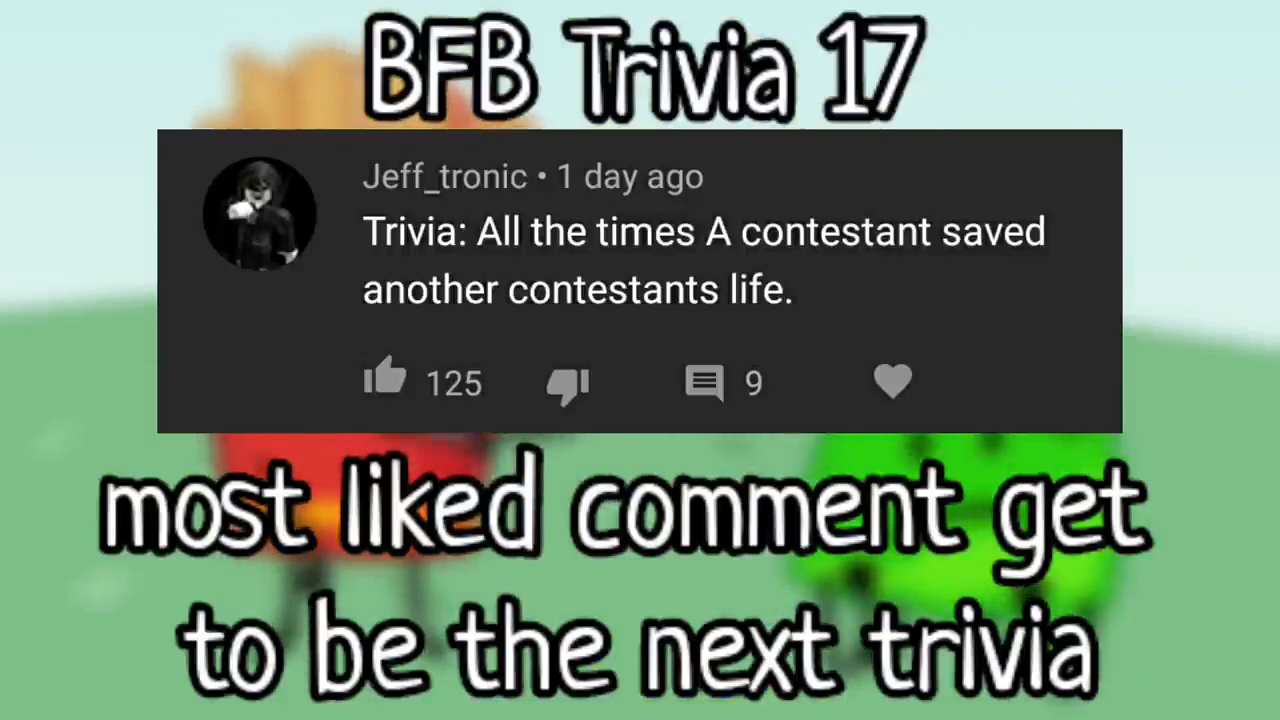 BFB Trivia 17
Jeff_tronic • 1 day ago
Trivia: All the times A contestant saved
another contestants life.
125 9
most liked comment get
to be the next trivia